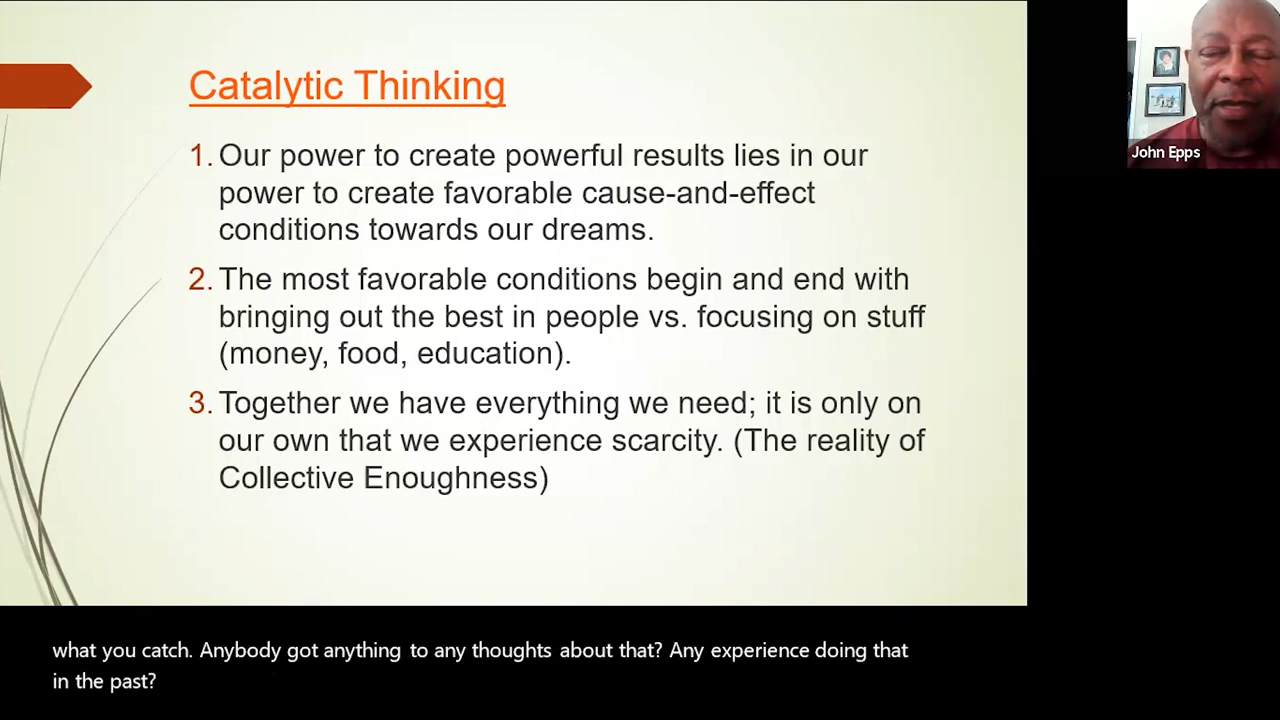 Catalytic Thinking
1. Our power to create powerful results lies in our
power to create favorable cause-and-effect
conditions towards our dreams.
2. The most favorable conditions begin and end with
bringing out the best in people vs. focusing on stuff
(money, food, education).
3. Together we have everything we need; it is only on
our own that we experience scarcity. (The reality of
Collective Enoughness)
John Epps
what you catch. Anybody got anything to any thoughts about that? Any experience doing that
in the past?